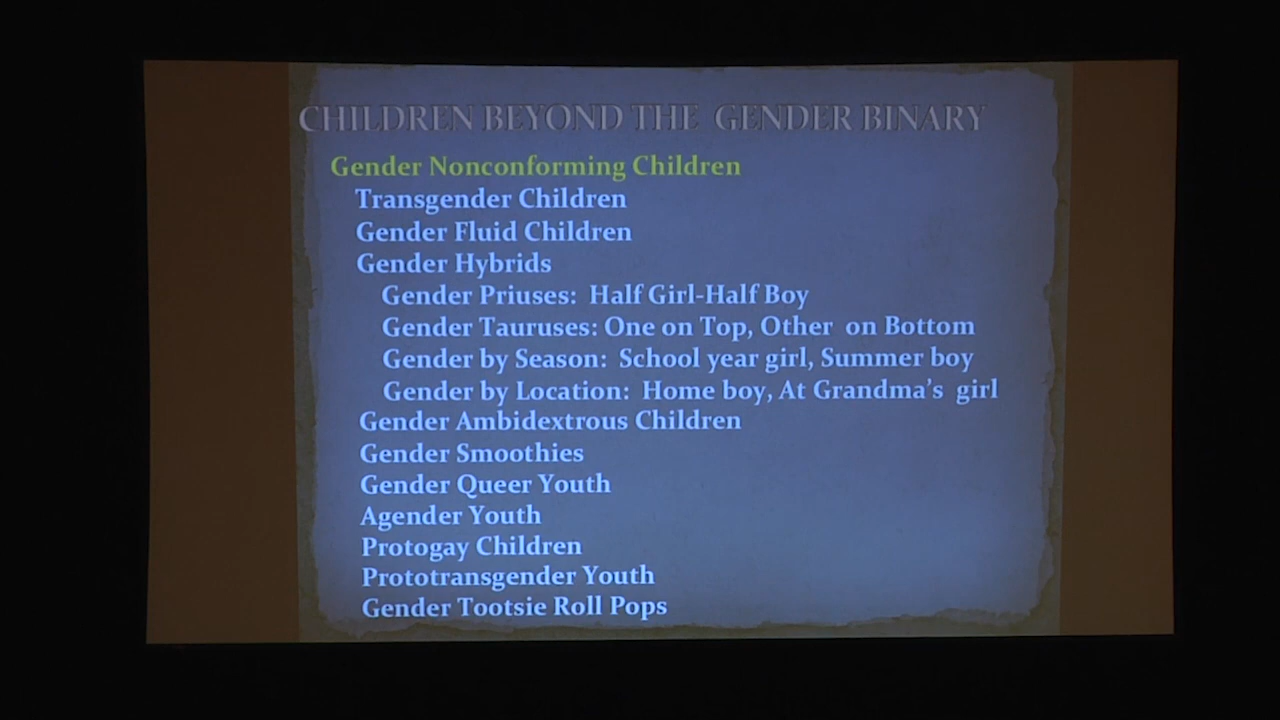 CHILDREN BEYOND THE GENDER BINARY
Gender Nonconforming Children
Transgender Children
Gender Fluid Children
Gender Hybrids
Gender Priuses: Half Girl-Half Boy
Gender Tauruses: One on Top, Other on Bottom
Gender by Season: School year girl, Summer boy
Gender by Location: Home boy, At Grandma's girl
Gender Ambidextrous Children
Gender Smoothies
Gender Queer Youth
Agender Youth
Protogay Children
Prototransgender Youth
Gender Tootsie Roll Pops